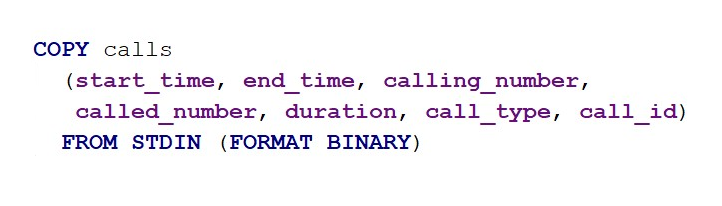 COPY calls
(start_time, end_time, calling_number,
called_number, duration, call_type, call_id)
FROM STDIN (FORMAT BINARY)